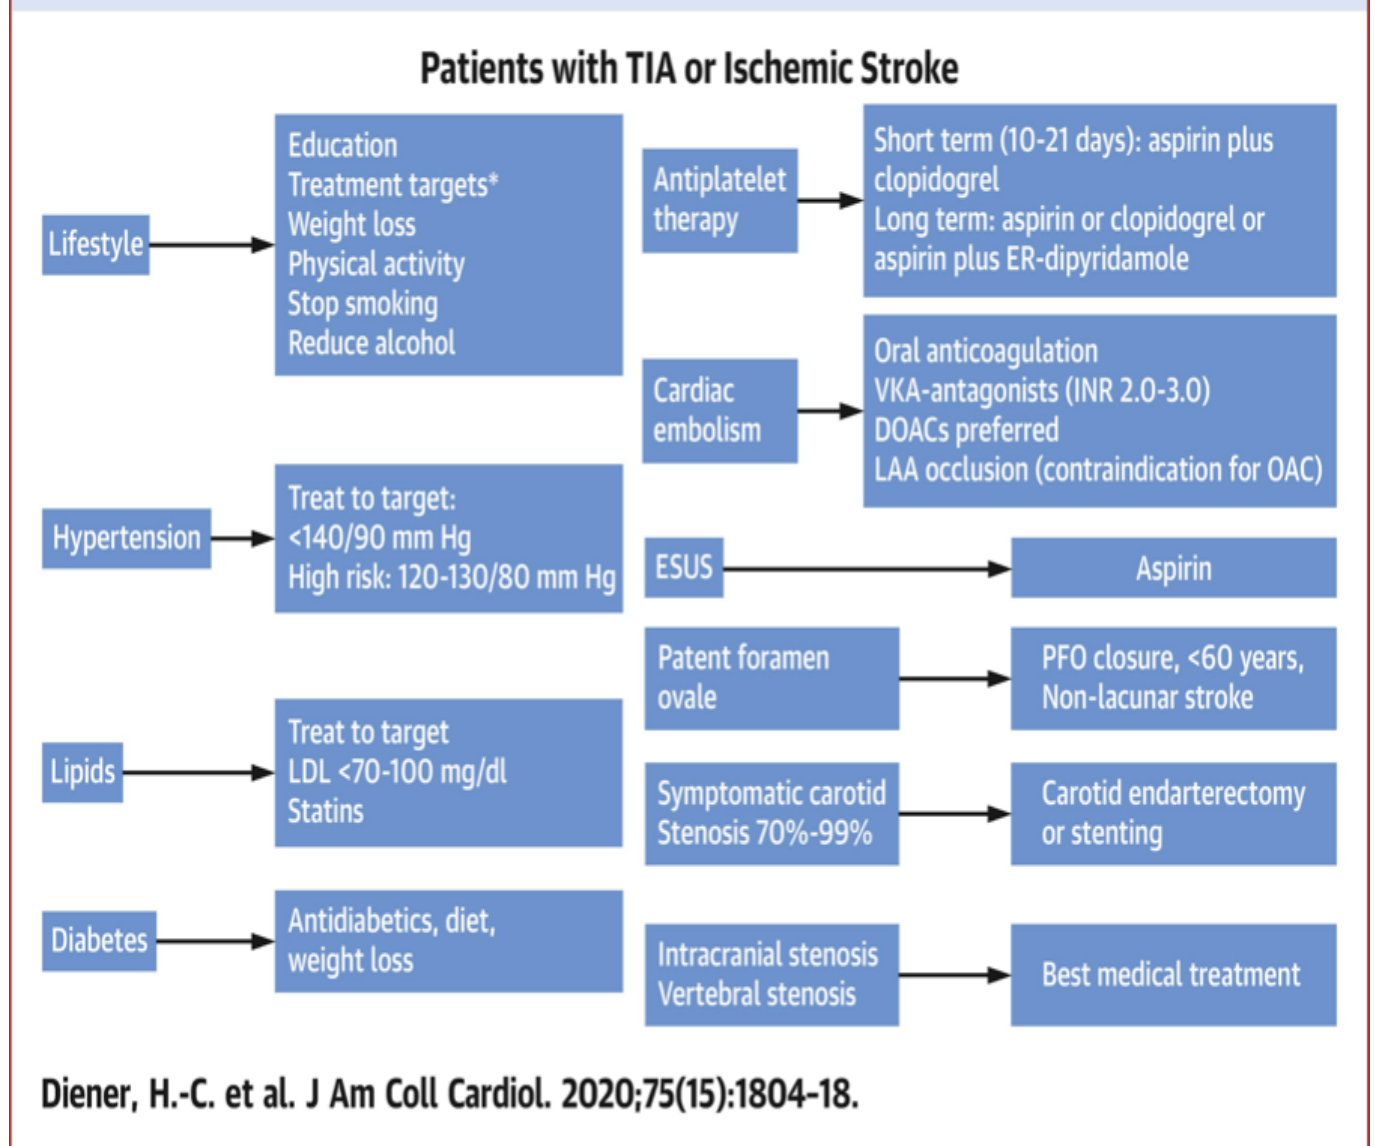 Patients with TIA or Ischemic Stroke
Lifestyle
Education
Treatment targets*
Weight loss
Physical activity
Stop smoking
Reduce alcohol
Hypertension
Treat to target:
<140/90 mm Hg
High risk: 120-130/80 mm Hg
Lipids
Treat to target
LDL <70-100 mg/dl
Statins
Diabetes
Antidiabetics, diet,
weight loss
Antiplatelet
therapy
Short term (10-21 days): aspirin plus
clopidogrel
Long term: aspirin or clopidogrel or
aspirin plus ER-dipyridamole
Cardiac
embolism
Oral anticoagulation
VKA-antagonists (INR 2.0-3.0)
DOACs preferred
LAA occlusion (contraindication for OAC)
ESUS
Aspirin
Patent foramen
ovale
PFO closure, <60 years,
Non-lacunar stroke
Symptomatic carotid
Stenosis 70%-99%
Carotid endarterectomy
or stenting
Intracranial stenosis
Vertebral stenosis
Best medical treatment
Diener, H.-C. et al. J Am Coll Cardiol. 2020;75(15):1804–18.